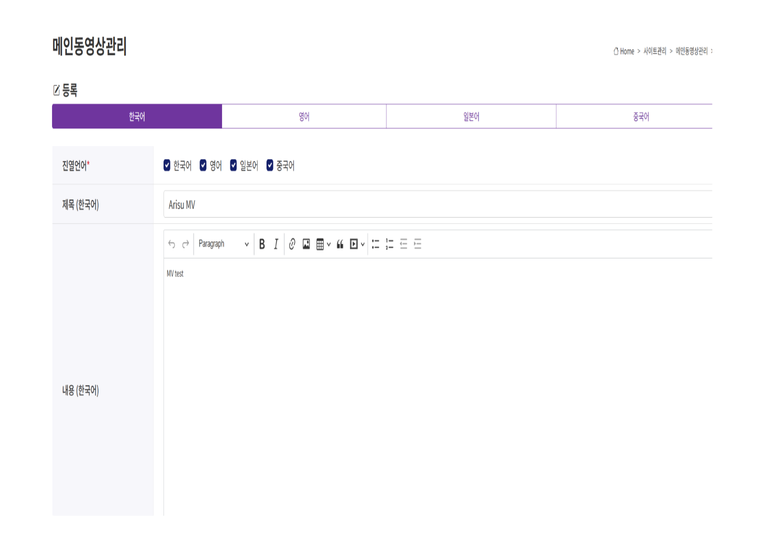 메인동영상관리
Home > 사이트관리 > 메인동영상관리 >
등록
한국어 영어 일본어 중국어
진열언어* 한국어 영어 일본어 중국어
제목 (한국어) Arisu MV
Paragraph B I
MV test
내용 (한국어)